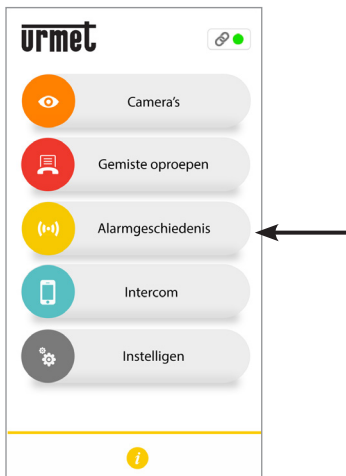 urmet
Camera's
Gemiste oproepen
Alarmgeschiedenis
Intercom
Instelligen
i